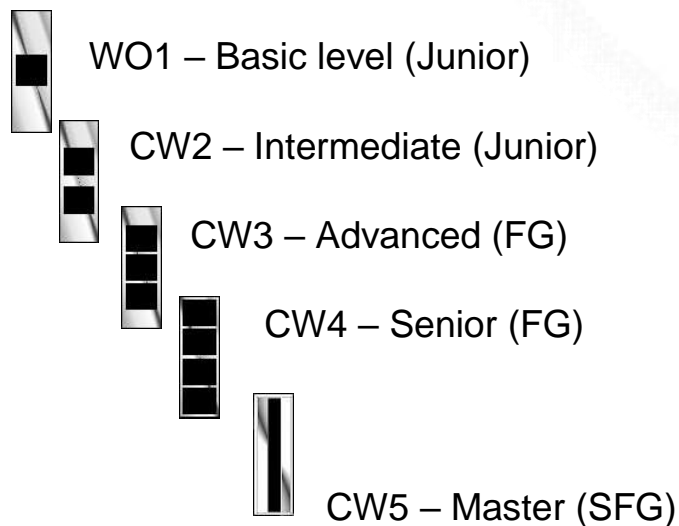 WO1 – Basic level (Junior)
CW2 – Intermediate (Junior)
CW3 – Advanced (FG)
CW4 – Senior (FG)
CW5 – Master (SFG)